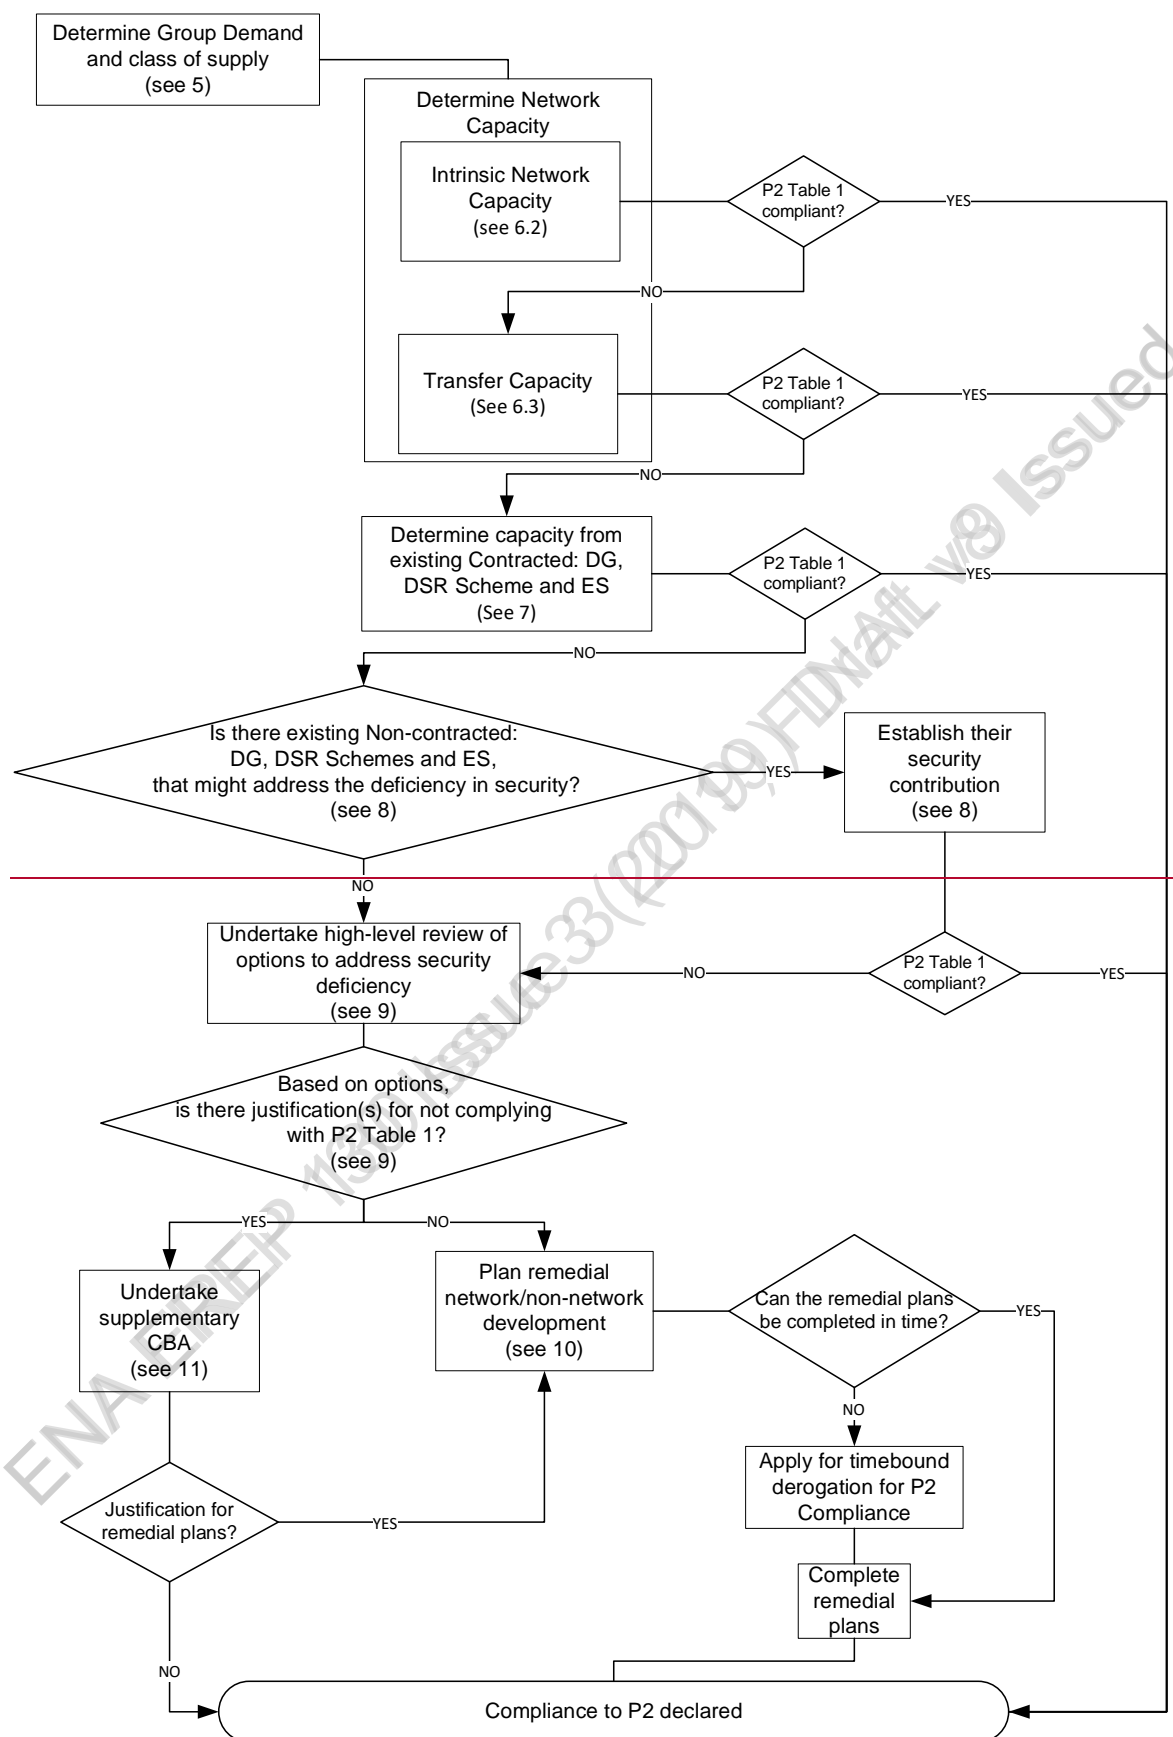 Determine Group Demand
and class of supply
(see 5)
Determine Network
Capacity
Intrinsic Network
Capacity
(see 6.2)
P2 Table 1
compliant?
YES
NO
Transfer Capacity
(See 6.3)
P2 Table 1
compliant?
YES
NO
Determine capacity from
existing Contracted: DG,
DSR Scheme and ES
(See 7)
P2 Table 1
compliant?
YES
NO
Is there existing Non-contracted:
DG, DSR Schemes and ES,
that might address the deficiency in security?
(see 8)
YES
Establish their
security
contribution
(see 8)
NO
Undertake high-level review of
options to address security
deficiency
(see 9)
NO
P2 Table 1
compliant?
YES
Based on options,
is there justification(s) for not complying
with P2 Table 1?
(see 9)
YES
NO
Undertake
supplementary
CBA
(see 11)
Plan remedial
network/non-network
development
(see 10)
Can the remedial plans
be completed in time?
YES
NO
Apply for timebound
derogation for P2
Compliance
Justification for
remedial plans?
YES
Complete
remedial
plans
NO
Compliance to P2 declared
ENA EREP 130 Issue 3 (2019)
Issued